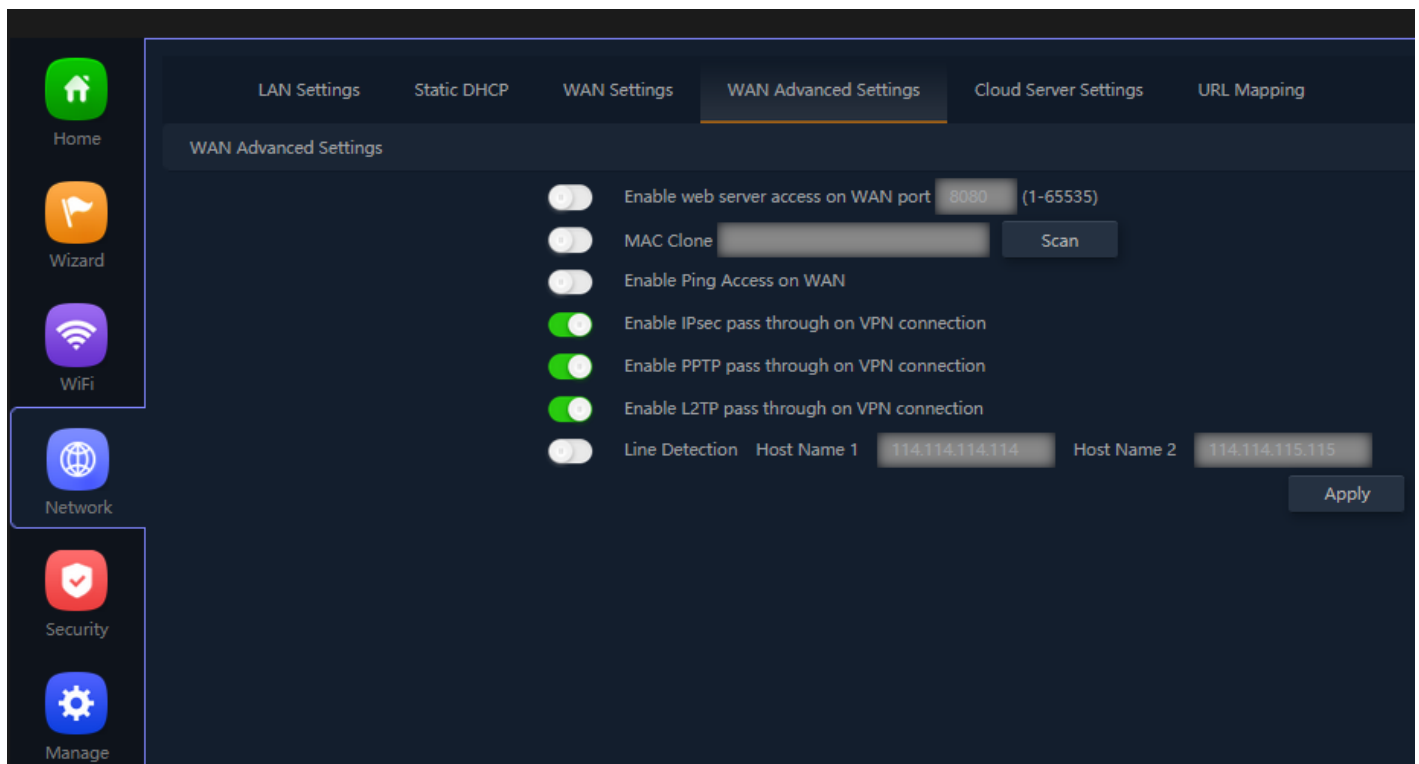 LAN Settings Static DHCP WAN Settings WAN Advanced Settings Cloud Server Settings URL Mapping
Home
WAN Advanced Settings
Enable web server access on WAN port 8080 (1-65535)
MAC Clone Scan
Wizard
Enable Ping Access on WAN
Enable IPsec pass through on VPN connection
Enable PPTP pass through on VPN connection
WiFi
Enable L2TP pass through on VPN connection
Line Detection Host Name 1 114.114.114.114 Host Name 2 114.114.115.115
Apply
Network
Security
Manage